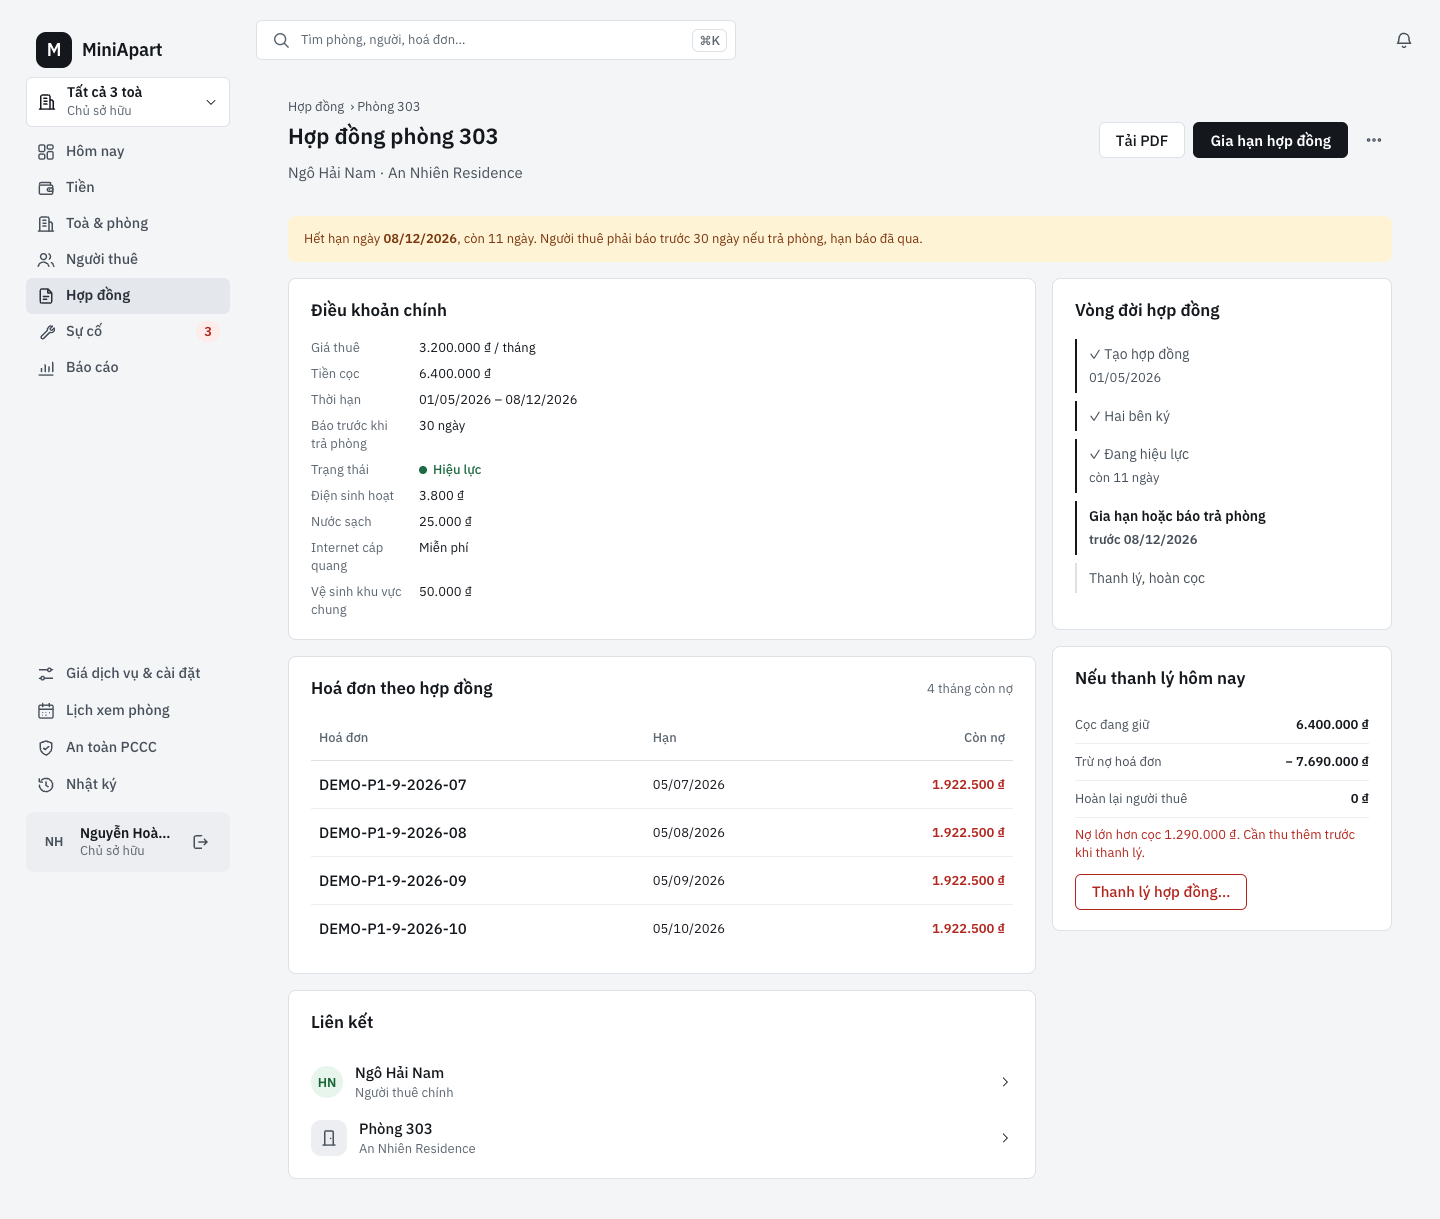 M MiniApart
Tìm phòng, người, hoá đơn...
⌘K
Tất cả 3 toà
Chủ sở hữu
Hôm nay
Tiền
Toà & phòng
Người thuê
Hợp đồng
Sự cố 3
Báo cáo
Giá dịch vụ & cài đặt
Lịch xem phòng
An toàn PCCC
Nhật ký
NH
Nguyễn Hoà...
Chủ sở hữu
Hợp đồng › Phòng 303
Hợp đồng phòng 303
Ngô Hải Nam · An Nhiên Residence
Tải PDF
Gia hạn hợp đồng
Hết hạn ngày 08/12/2026, còn 11 ngày. Người thuê phải báo trước 30 ngày nếu trả phòng, hạn báo đã qua.
Điều khoản chính
Giá thuê 3.200.000 ₫ / tháng
Tiền cọc 6.400.000 ₫
Thời hạn 01/05/2026 – 08/12/2026
Báo trước khi 30 ngày
trả phòng
Trạng thái Hiệu lực
Điện sinh hoạt 3.800 ₫
Nước sạch 25.000 ₫
Internet cáp Miễn phí
quang
Vệ sinh khu vực 50.000 ₫
chung
Hoá đơn theo hợp đồng 4 tháng còn nợ
Hoá đơn Hạn Còn nợ
DEMO-P1-9-2026-07 05/07/2026 1.922.500 ₫
DEMO-P1-9-2026-08 05/08/2026 1.922.500 ₫
DEMO-P1-9-2026-09 05/09/2026 1.922.500 ₫
DEMO-P1-9-2026-10 05/10/2026 1.922.500 ₫
Liên kết
HN
Ngô Hải Nam
Người thuê chính
Phòng 303
An Nhiên Residence
Vòng đời hợp đồng
✓ Tạo hợp đồng
01/05/2026
✓ Hai bên ký
✓ Đang hiệu lực
còn 11 ngày
Gia hạn hoặc báo trả phòng
trước 08/12/2026
Thanh lý, hoàn cọc
Nếu thanh lý hôm nay
Cọc đang giữ 6.400.000 ₫
Trừ nợ hoá đơn – 7.690.000 ₫
Hoàn lại người thuê 0 ₫
Nợ lớn hơn cọc 1.290.000 ₫. Cần thu thêm trước
khi thanh lý.
Thanh lý hợp đồng...